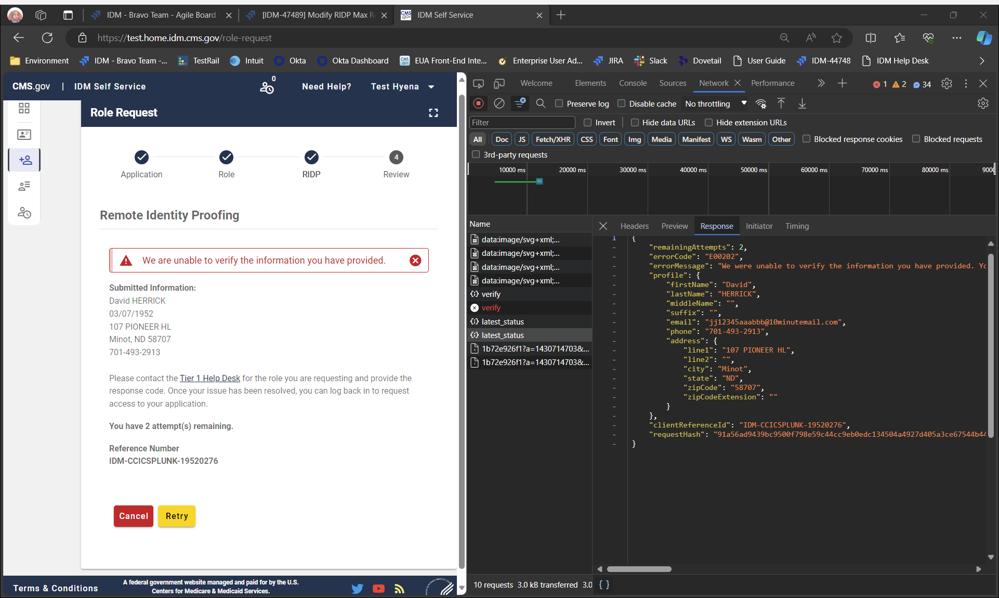 IDM - Bravo Team - Agile Board
[IDM-47489] Modify RIDP Max R
CMS.gov
IDM Self Service
https://test.home.idm.cms.gov/role-request
Environment
IDM - Bravo Team -...
TestRail
Intuit
Okta
Okta Dashboard
EUA Front-End Inte...
Enterprise User Ad...
JIRA
Slack
Dovetail
User Guide
IDM-44748
IDM Help Desk
CMS.gov | IDM Self Service
0
Need Help?
Test Hyena
Role Request
4
Application
Role
RIDP
Review
Remote Identity Proofing
We are unable to verify the information you have provided.
Submitted Information:
David HERRICK
03/07/1952
107 PIONEER HL
Minot, ND 58707
701-493-2913
Please contact the Tier 1 Help Desk for the role you are requesting and provide the
response code. Once your issue has been resolved, you can log back in to request
access to your application.
You have 2 attempt(s) remaining.
Reference Number
IDM-CCICSPLUNK-19520276
Cancel
Retry
Terms & Conditions
A federal government website managed and paid for by the U.S.
Centers for Medicare & Medicaid Services.
Welcome
Elements
Console
Sources
Network
Performance
1
2
34
Preserve log
Disable cache
No throttling
Filter
Invert
Hide data URLs
Hide extension URLs
All
Doc
JS
Fetch/XHR
CSS
Font
Img
Media
Manifest
WS
Wasm
Other
Blocked response cookies
Blocked requests
3rd-party requests
10000 ms
20000 ms
30000 ms
40000 ms
50000 ms
60000 ms
70000 ms
80000 ms
900
Name
data:image/svg+xml;...
data:image/svg+xml;...
data:image/svg+xml;...
data:image/svg+xml;...
verify
verify
latest_status
latest_status
1b72e926f1?a=1430714703&...
1b72e926f1?a=1430714703&...
10 requests 3.0 kB transferred 3.0
Headers
Preview
Response
Initiator
Timing
1 {
- "remainingAttempts": 2,
- "errorCode": "E00202",
- "errorMessage": "We were unable to verify the information you have provided. Yo
- "profile": {
- "firstName": "David",
- "lastName": "HERRICK",
- "middleName": "",
- "suffix": "",
- "email": "jj12345aaabbb@10minutemail.com",
- "phone": "701-493-2913",
- "address": {
- "line1": "107 PIONEER HL",
- "line2": "",
- "city": "Minot",
- "state": "ND",
- "zipCode": "58707",
- "zipCodeExtension": ""
- }
- },
- "clientReferenceId": "IDM-CCICSPLUNK-19520276",
- "requestHash": "91a56ad9439bc9500f798e59c44cc9eb0edc134504a4927d405a3ce67544b44
- }
{ }